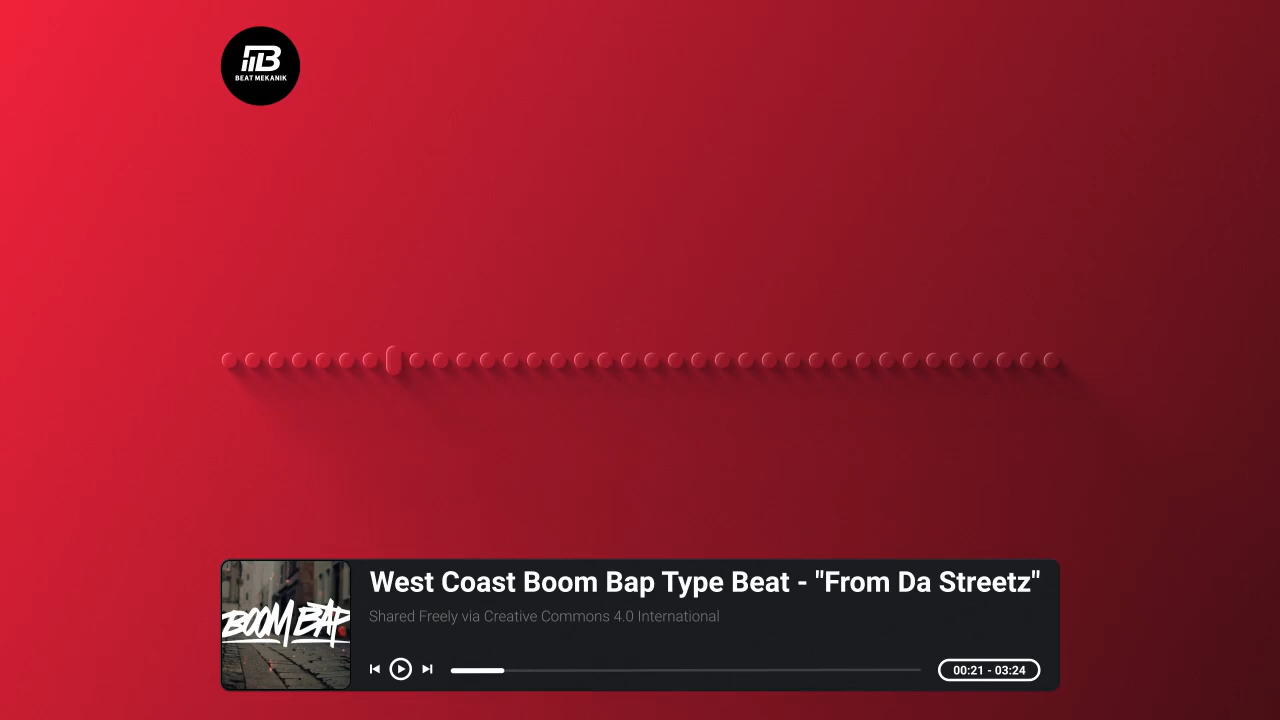 BEAT MEKANIK
West Coast Boom Bap Type Beat - "From Da Streetz"
Shared Freely via Creative Commons 4.0 International
BOOM BAP
00:21 - 03:24